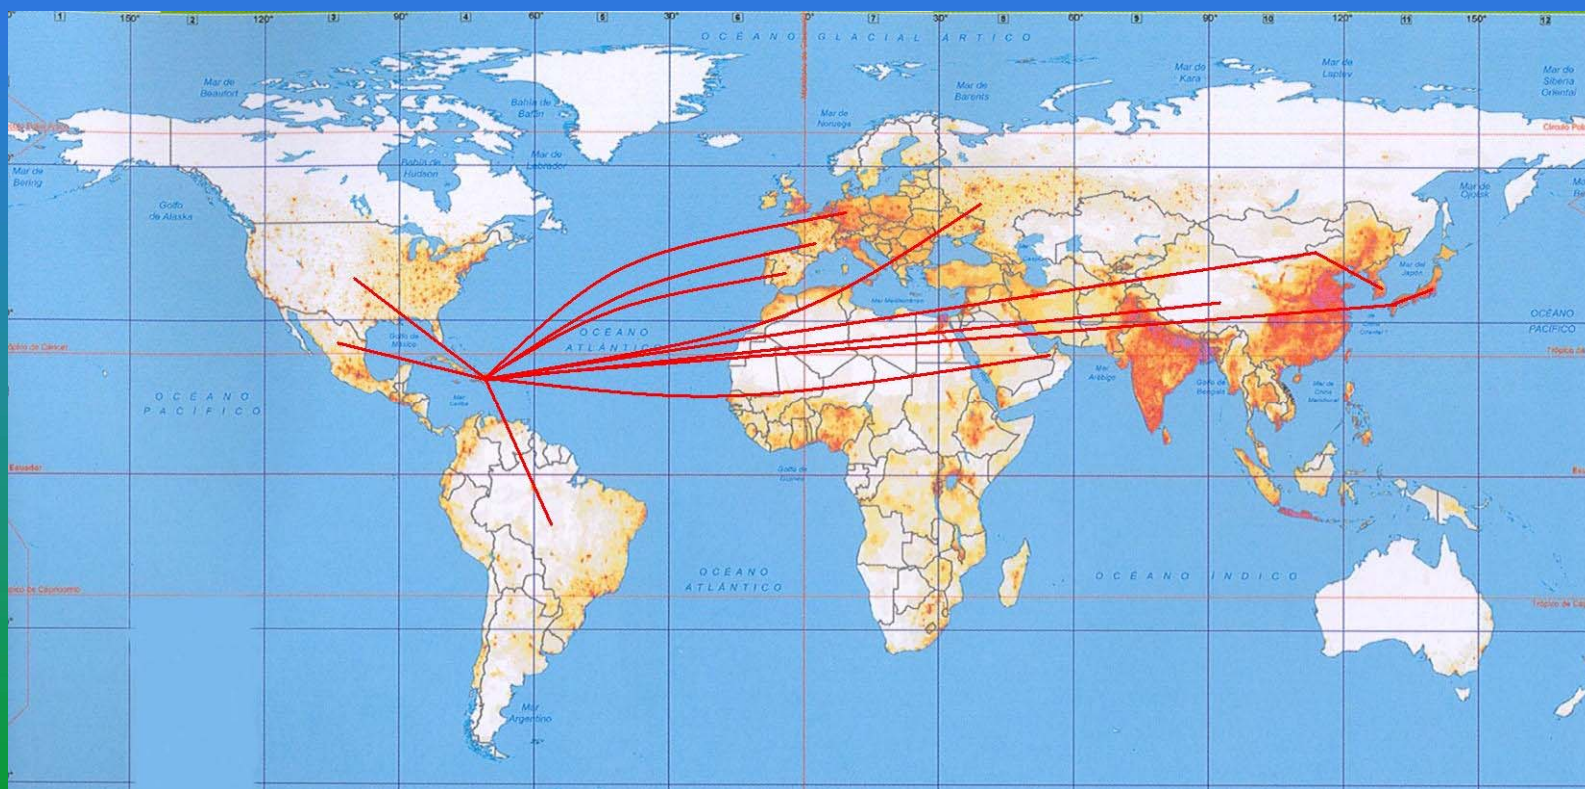 0° 150° 120° 90° 60° 30° 0° 30° 60° 90° 120° 150°
1 2 3 4 5 6 7 8 9 10 11 12
OCÉANO GLACIAL ÁRTICO
Mar de
Beaufort
Bahía de
Baffin
Mar de
Noruega
Mar de
Barents
Mar de
Kara
Mar de
Laptev
Mar de
Siberia
Oriental
Círculo Pol
Mar de
Bering
Golfo
de Alaska
Bahía de
Hudson
Mar de
Labrador
Mar de
Ojotsk
Mar del
Japón
Mar Mediterráneo
OCÉANO
ATLÁNTICO
OCÉANO
PACÍFICO
Trópico de Cáncer
Golfo de
México
Mar
Caribe
OCÉANO
PACÍFICO
Mar
Arábigo
Golfo de
Bengala
Mar de
China
Meridional
Ecuador
Golfo de
Guinea
OCÉANO
ATLÁNTICO
OCÉANO ÍNDICO
pico de Capricornio
Trópico de Ca
Mar
Argentino